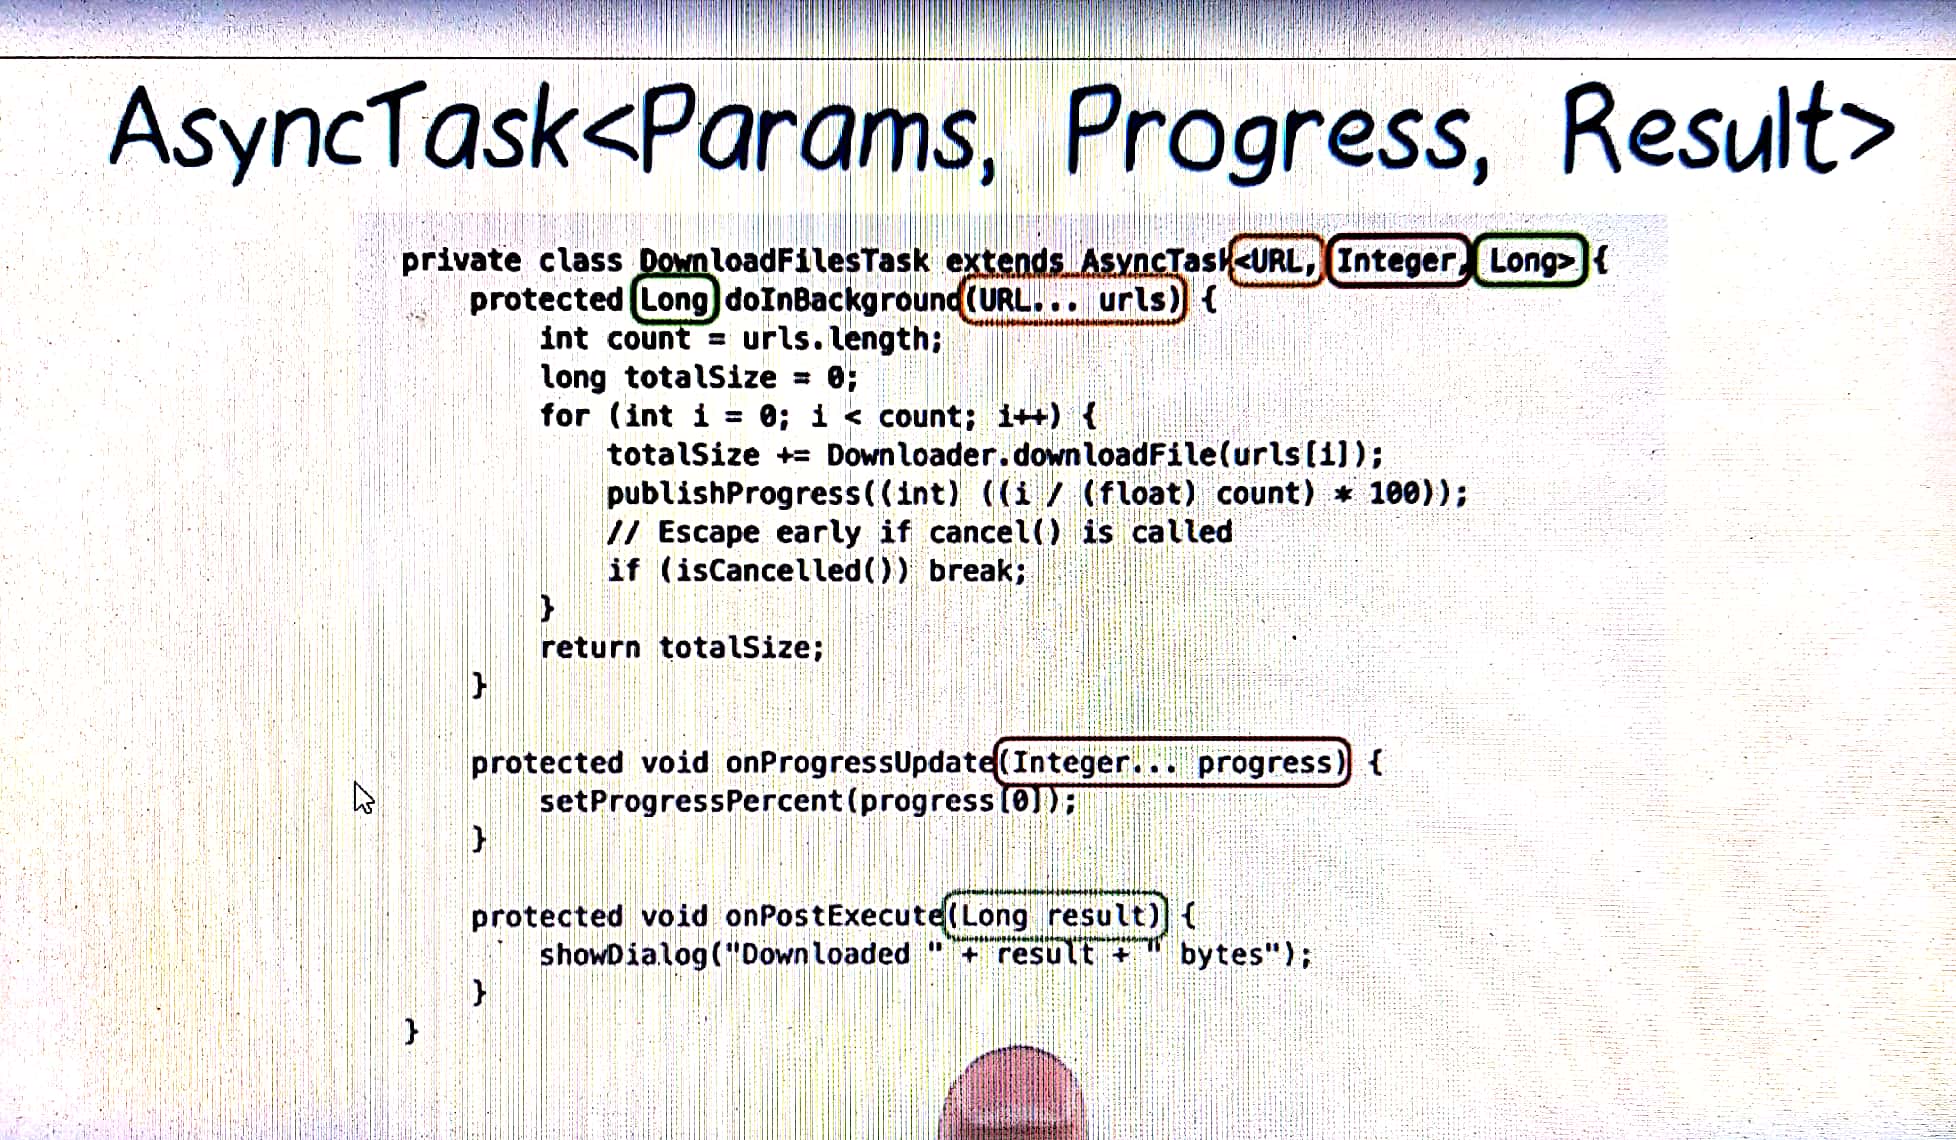 AsyncTask<Params, Progress, Result>
private class DownloadFilesTask extends AsyncTask<URL, Integer, Long> {
protected Long doInBackground(URL... urls) {
int count = urls.length;
long totalSize = 0;
for (int i = 0; i < count; i++) {
totalSize += Downloader.downloadFile(urls[i]);
publishProgress((int) ((i / (float) count) * 100));
// Escape early if cancel() is called
if (isCancelled()) break;
}
return totalSize;
}
protected void onProgressUpdate(Integer... progress) {
setProgressPercent(progress[0]);
}
protected void onPostExecute(Long result) {
showDialog("Downloaded " + result + " bytes");
}
}